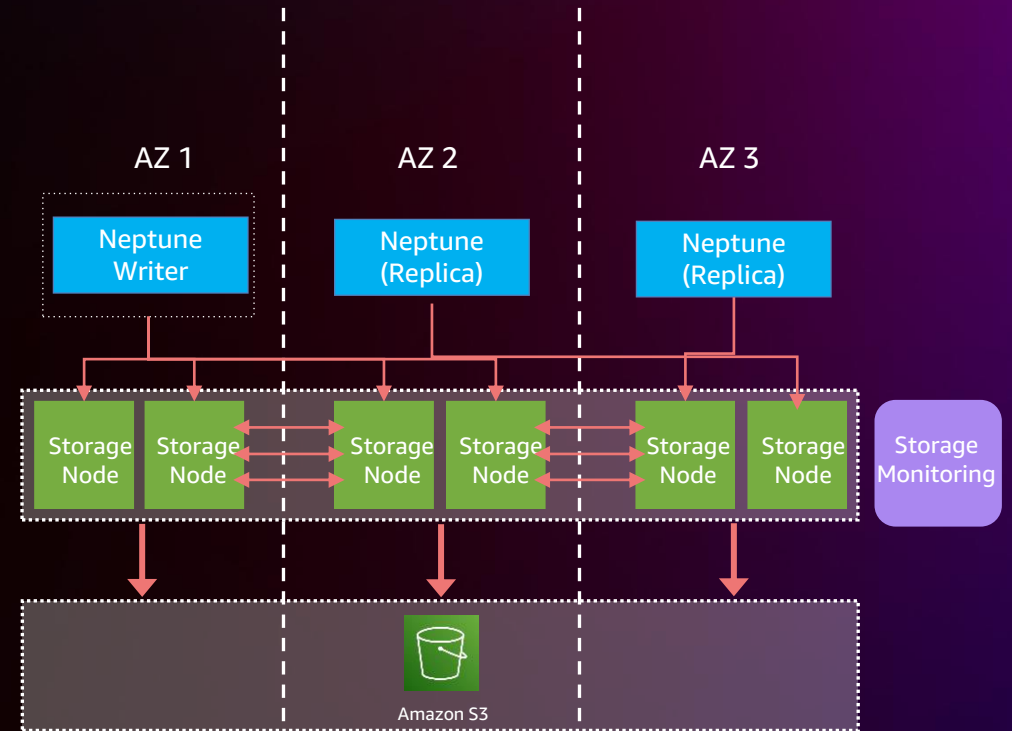 AZ 1
AZ 2
AZ 3
Neptune
Writer
Neptune
(Replica)
Neptune
(Replica)
Storage
Node
Storage
Node
Storage
Node
Storage
Node
Storage
Node
Storage
Node
Storage
Monitoring
Amazon S3